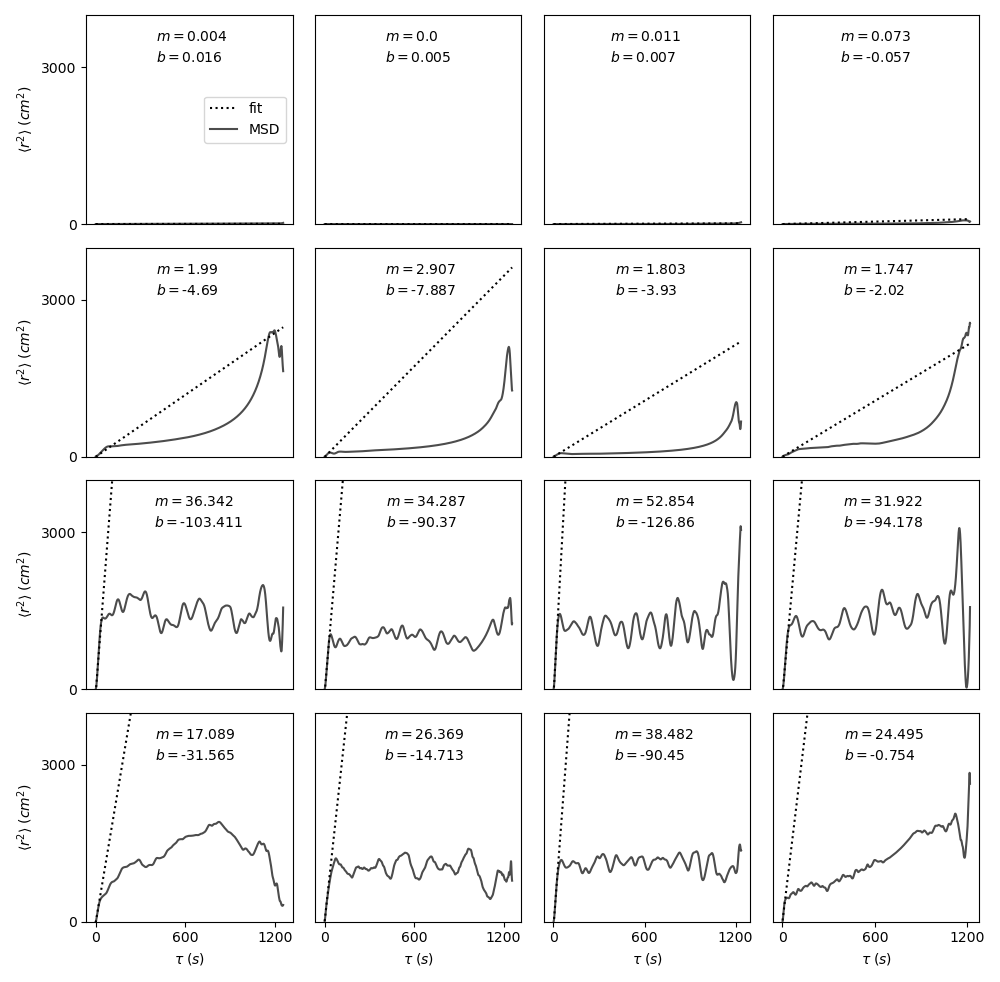 m = 0.004
b = 0.016
m = 0.0
b = 0.005
m = 0.011
b = 0.007
m = 0.073
b = -0.057
3000
⟨r²⟩ (cm²)
fit
MSD
0
m = 1.99
b = -4.69
m = 2.907
b = -7.887
m = 1.803
b = -3.93
m = 1.747
b = -2.02
3000
⟨r²⟩ (cm²)
0
m = 36.342
b = -103.411
m = 34.287
b = -90.37
m = 52.854
b = -126.86
m = 31.922
b = -94.178
3000
⟨r²⟩ (cm²)
0
m = 17.089
b = -31.565
m = 26.369
b = -14.713
m = 38.482
b = -90.45
m = 24.495
b = -0.754
3000
⟨r²⟩ (cm²)
0
0 600 1200
0 600 1200
0 600 1200
0 600 1200
τ (s)
τ (s)
τ (s)
τ (s)